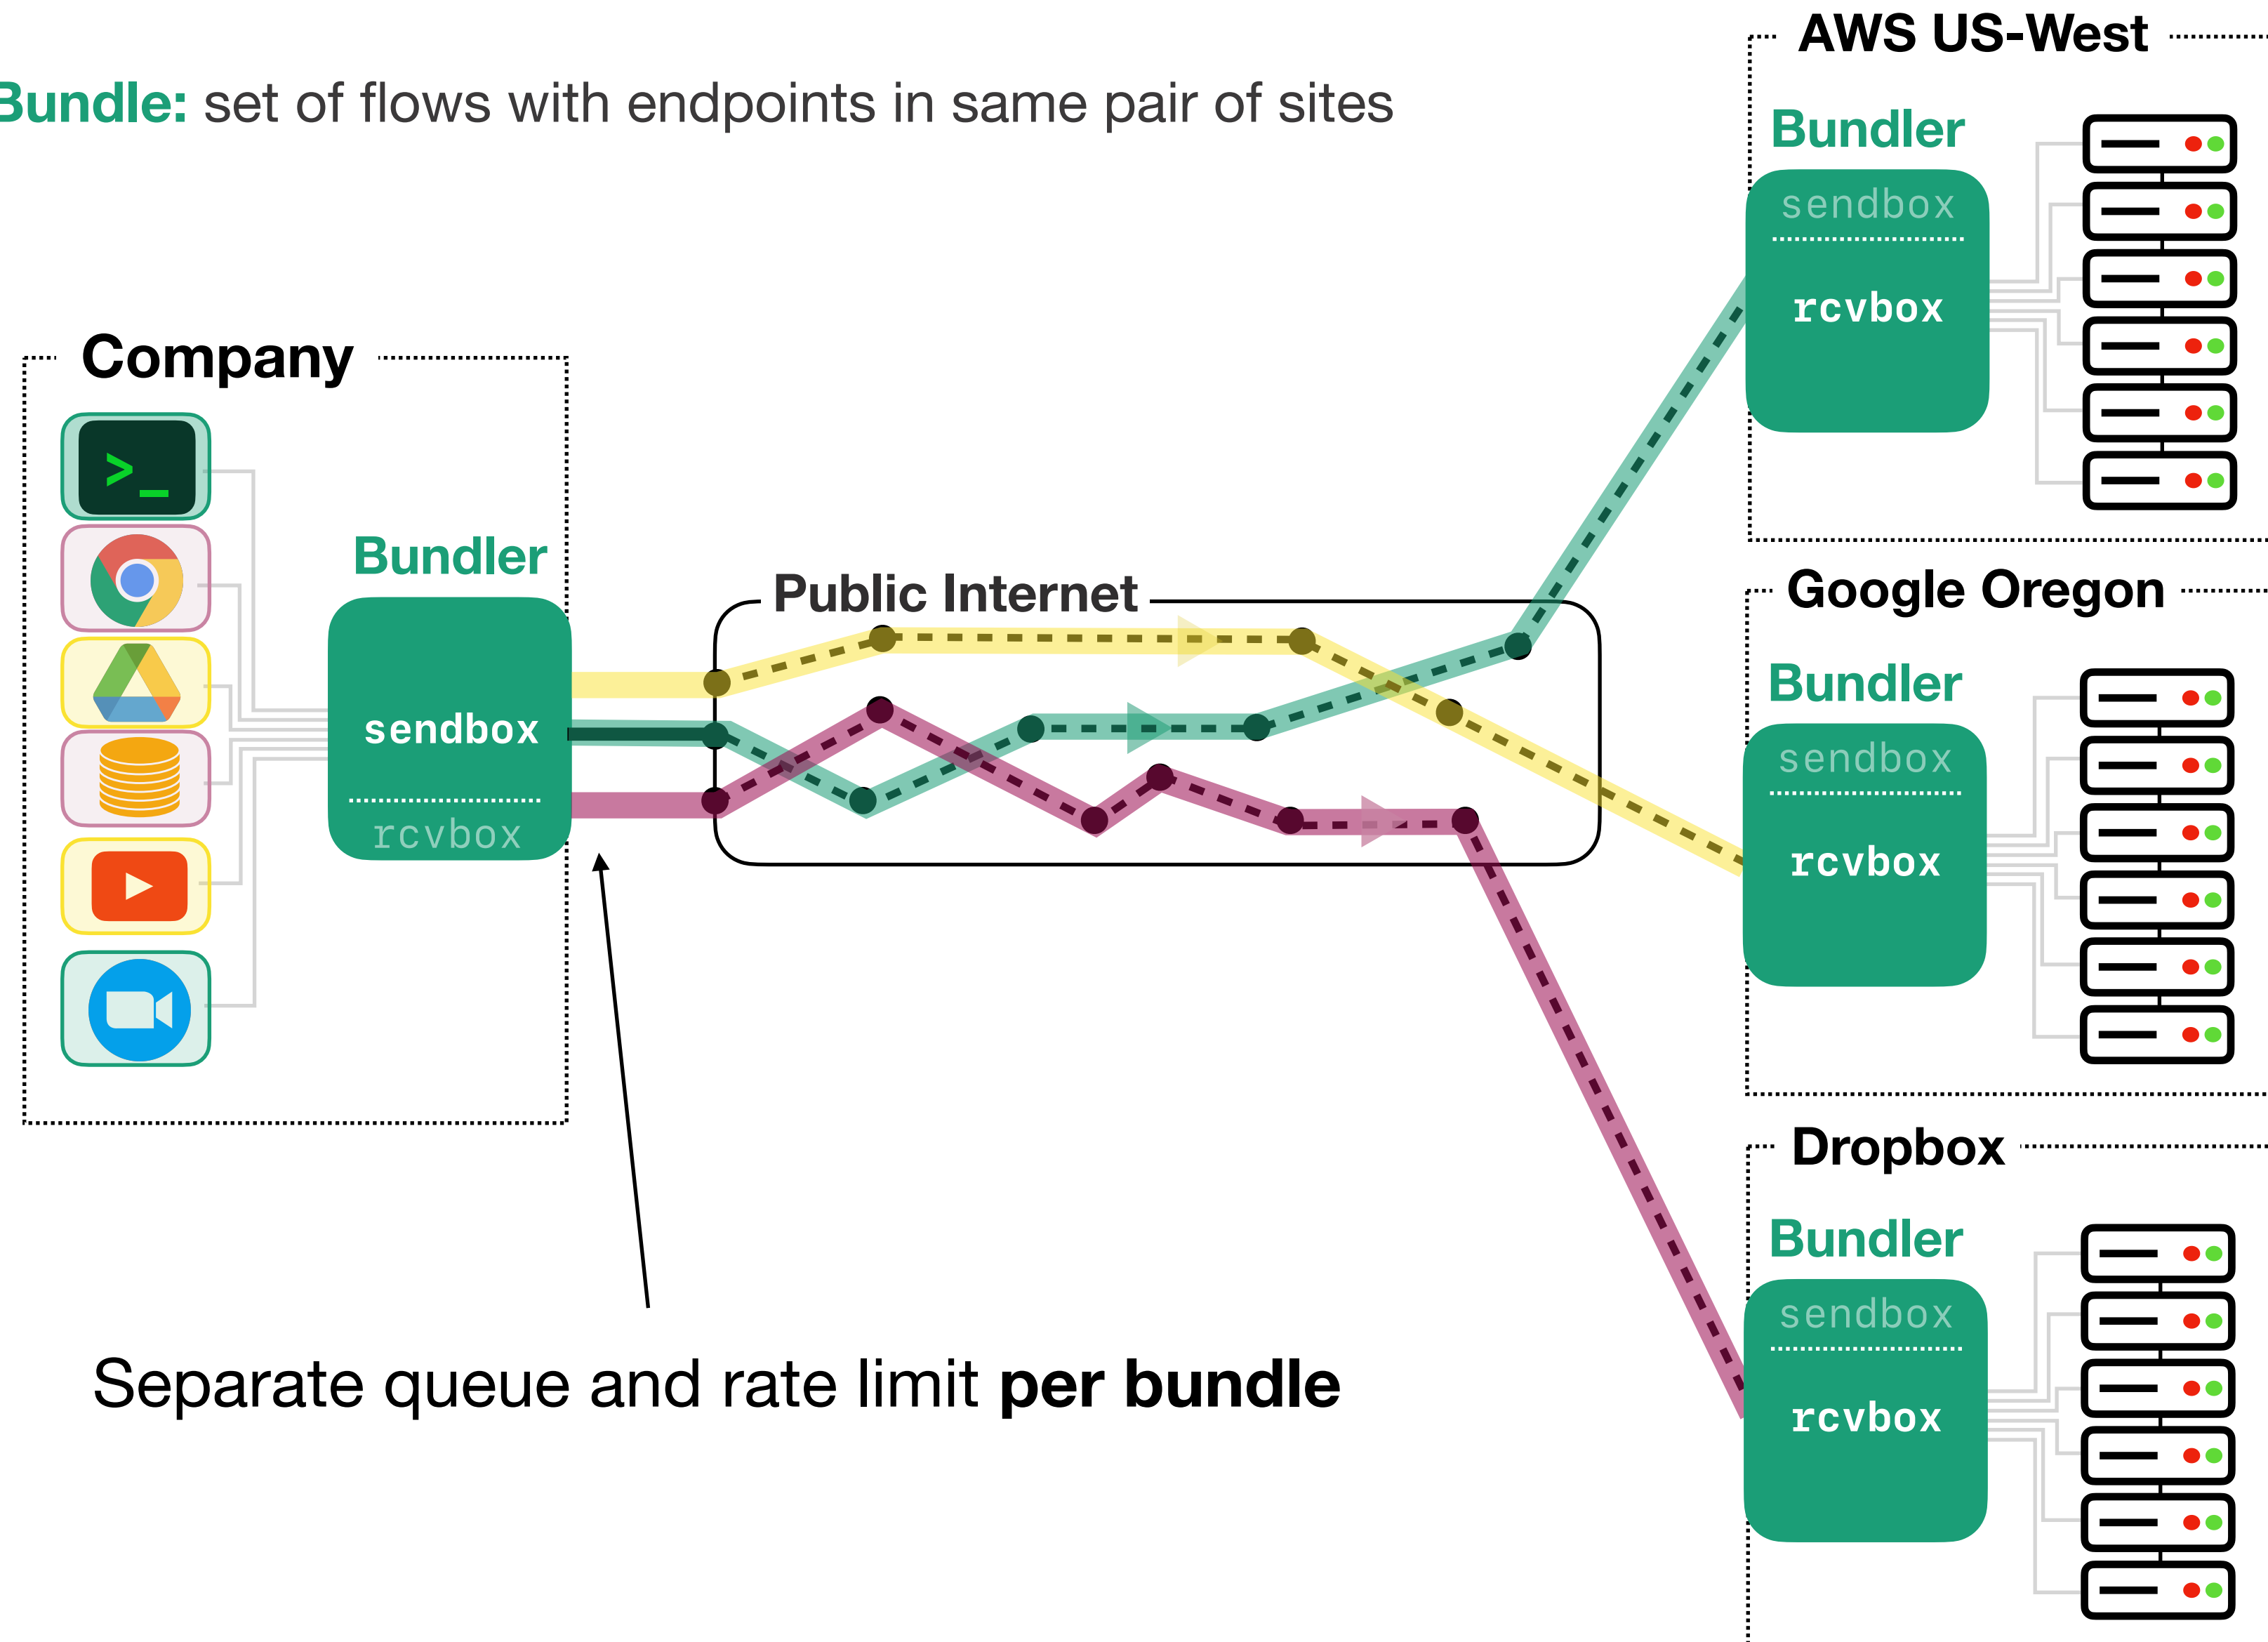 Bundle: set of flows with endpoints in same pair of sites
AWS US-West
Bundler
sendbox
rcvbox
Company
>_
Bundler
sendbox
rcvbox
Public Internet
Google Oregon
Bundler
sendbox
rcvbox
Dropbox
Bundler
sendbox
rcvbox
Separate queue and rate limit per bundle